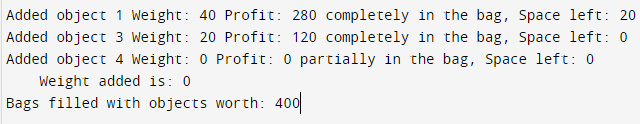 Added object 1 Weight: 40 Profit: 280 completely in the bag, Space left: 20
Added object 3 Weight: 20 Profit: 120 completely in the bag, Space left: 0
Added object 4 Weight: 0 Profit: 0 partially in the bag, Space left: 0
    Weight added is: 0
Bags filled with objects worth: 400